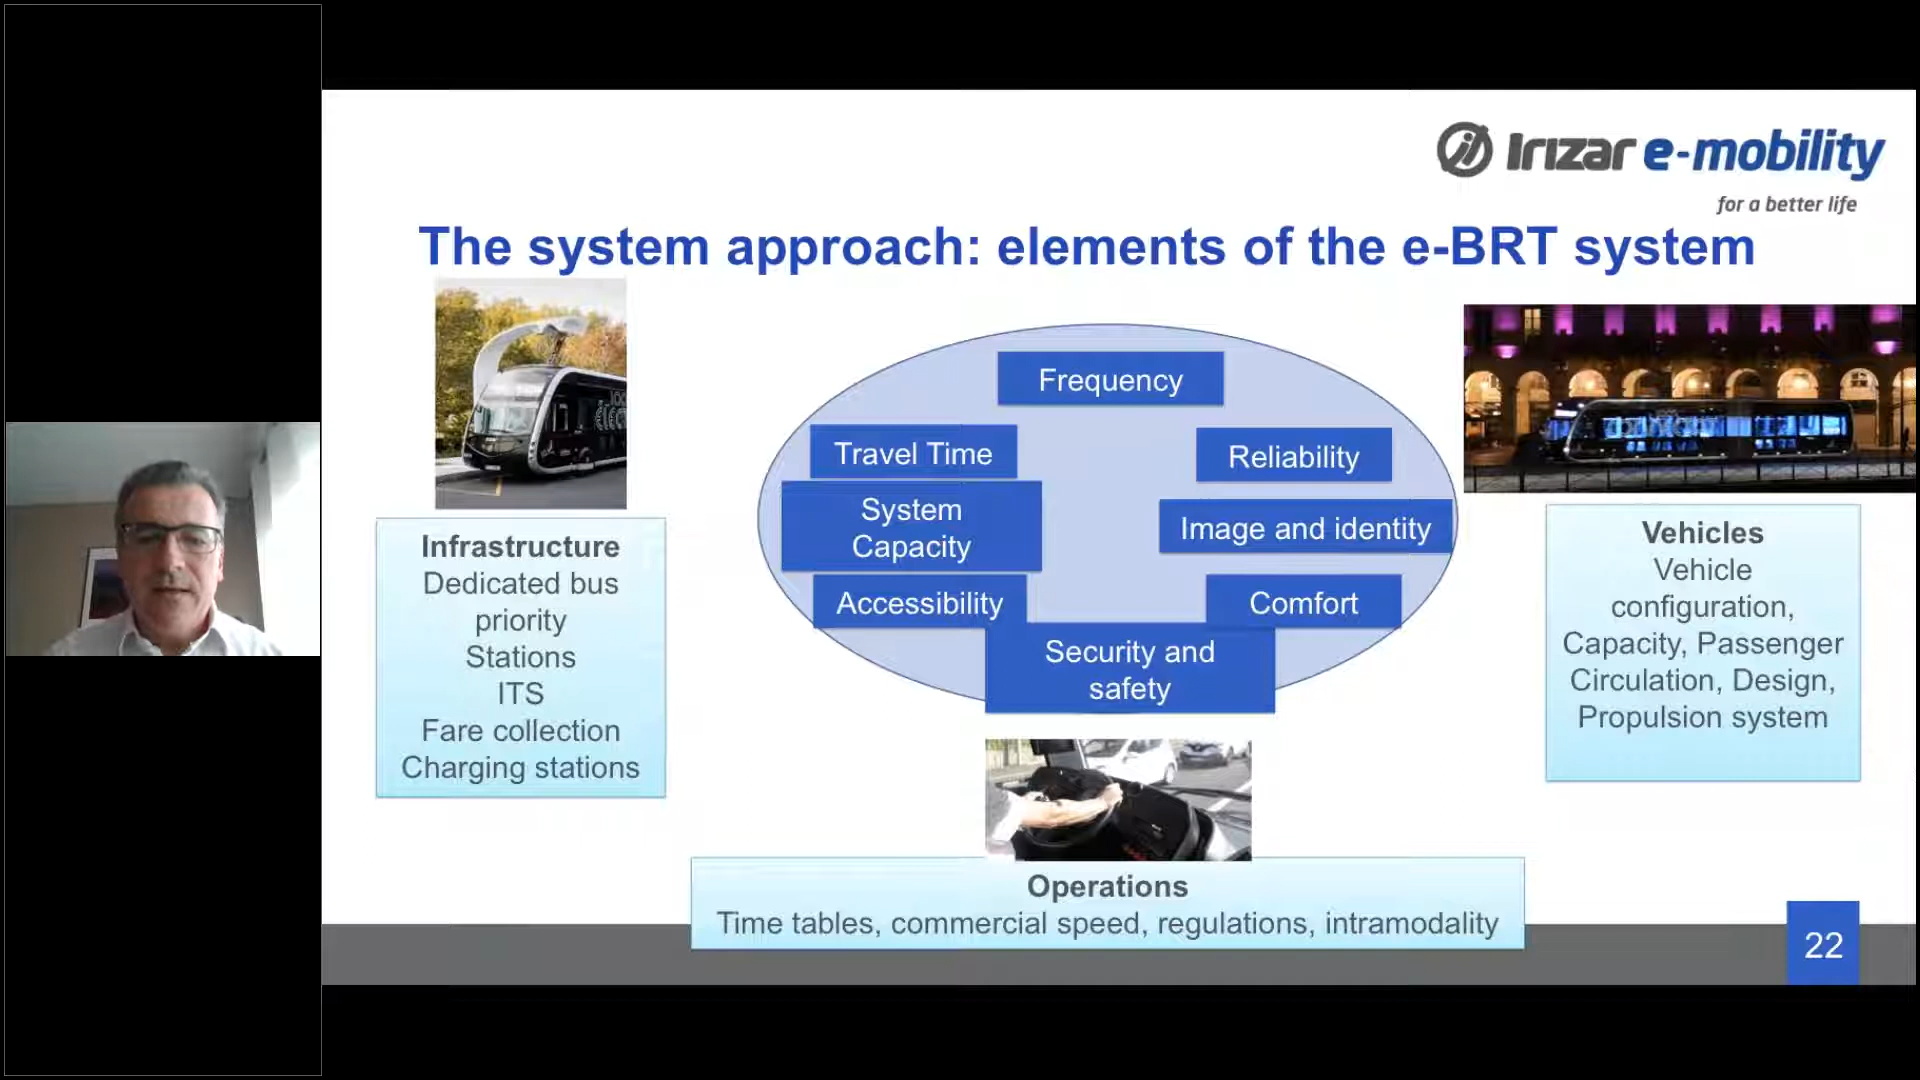 Irizar e-mobility
for a better life
The system approach: elements of the e-BRT system
Frequency
Travel Time
Reliability
System
Capacity
Image and identity
Accessibility
Comfort
Security and
safety
Infrastructure
Dedicated bus
priority
Stations
ITS
Fare collection
Charging stations
Vehicles
Vehicle
configuration,
Capacity, Passenger
Circulation, Design,
Propulsion system
Operations
Time tables, commercial speed, regulations, intramodality
22